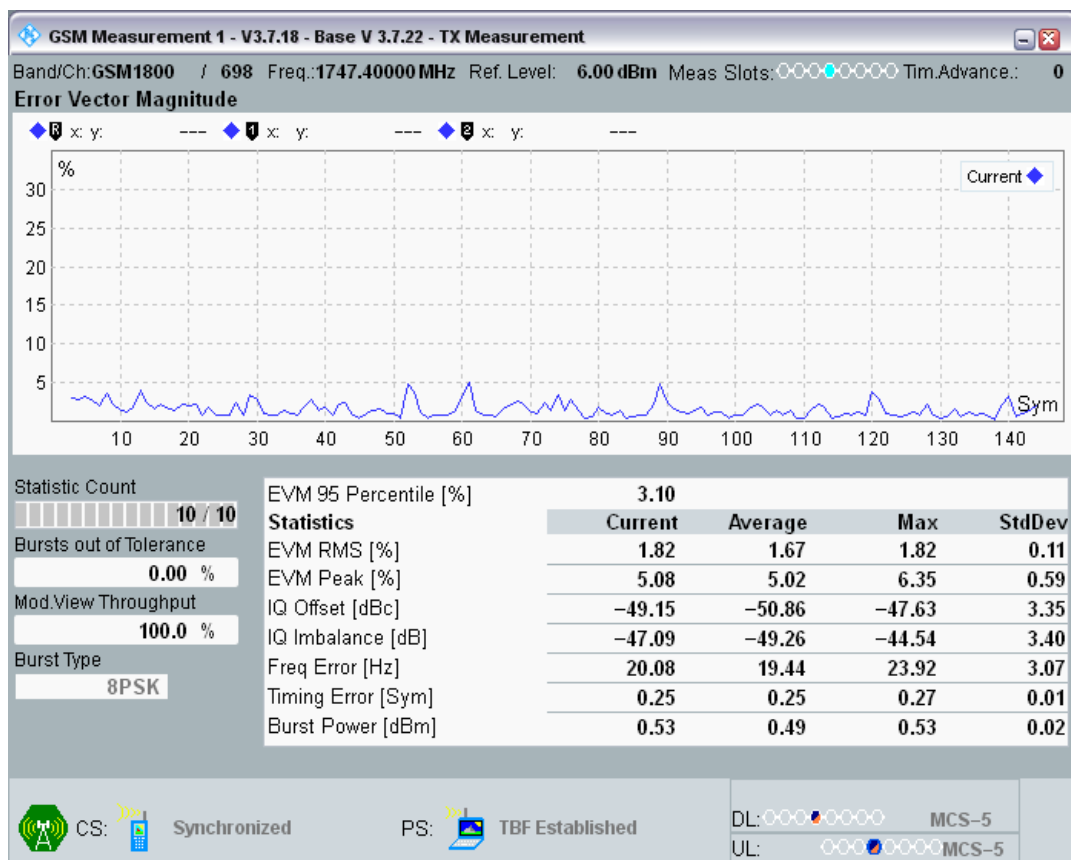 GSM Measurement 1 - V3.7.18 - Base V 3.7.22 - TX Measurement
Band/Ch:GSM1800 / 698 Freq.:1747.40000 MHz Ref. Level: 6.00 dBm Meas Slots: Tim.Advance.: 0
Error Vector Magnitude
R x: y: --- 1 x: y: --- 2 x: y: ---
%
Current
30
25
20
15
10
5
Sym
10 20 30 40 50 60 70 80 90 100 110 120 130 140
Statistic Count
10 / 10
Bursts out of Tolerance
0.00 %
Mod.View Throughput
100.0 %
Burst Type
8PSK
EVM 95 Percentile [%] 3.10
Statistics Current Average Max StdDev
EVM RMS [%] 1.82 1.67 1.82 0.11
EVM Peak [%] 5.08 5.02 6.35 0.59
IQ Offset [dBc] −49.15 −50.86 −47.63 3.35
IQ Imbalance [dB] −47.09 −49.26 −44.54 3.40
Freq Error [Hz] 20.08 19.44 23.92 3.07
Timing Error [Sym] 0.25 0.25 0.27 0.01
Burst Power [dBm] 0.53 0.49 0.53 0.02
CS: Synchronized PS: TBF Established
DL: MCS−5
UL: MCS−5